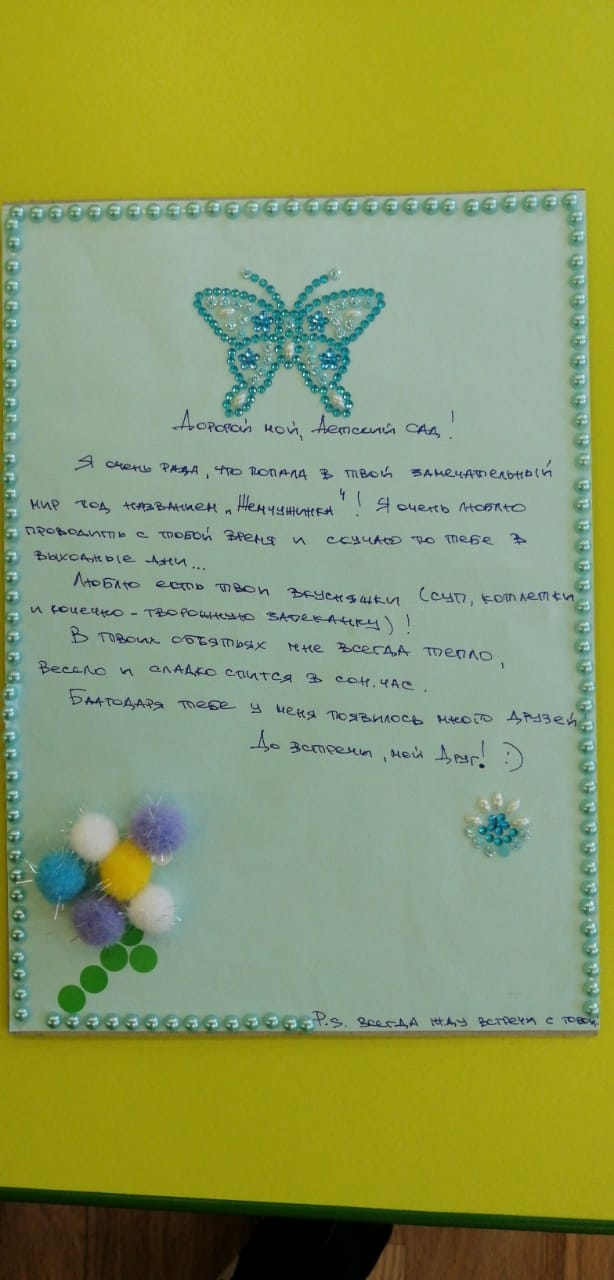 Дорогой мой, Детский сад!
Я очень рада, что попала в твой замечательный
мир под названием „Жемчужинка"! Я очень люблю
проводить с тобой время и скучаю по тебе в
выходные дни...
Люблю есть твои вкусняшки (суп, котлетки
и конечно - творожную запеканку)!
В твоих объятьях мне всегда тепло,
весело и сладко спится в сон.час.
Благодаря тебе у меня появилось много друзей
До встречи, мой Друг! :)
P.S. всегда жду встречи с тобой.